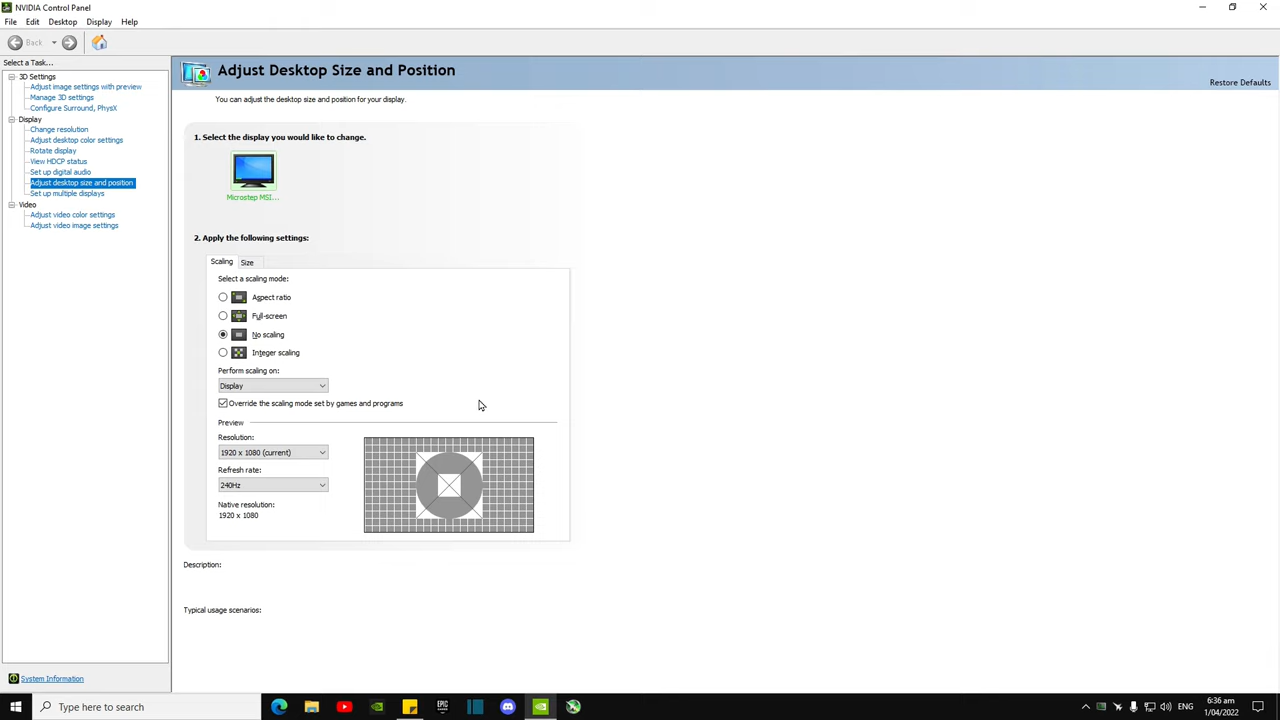 NVIDIA Control Panel
File Edit Desktop Display Help
Back
Select a Task...
3D Settings
Adjust image settings with preview
Manage 3D settings
Configure Surround, PhysX
Display
Change resolution
Adjust desktop color settings
Rotate display
View HDCP status
Set up digital audio
Adjust desktop size and position
Set up multiple displays
Video
Adjust video color settings
Adjust video image settings
System Information
Adjust Desktop Size and Position
Restore Defaults
You can adjust the desktop size and position for your display.
1. Select the display you would like to change.
Microstep MSI...
2. Apply the following settings:
Scaling Size
Select a scaling mode:
Aspect ratio
Full-screen
No scaling
Integer scaling
Perform scaling on:
Display
Override the scaling mode set by games and programs
Preview
Resolution:
1920 x 1080 (current)
Refresh rate:
240Hz
Native resolution:
1920 x 1080
Description:
Typical usage scenarios:
Type here to search
EPIC
ENG
6:36 am
1/04/2022